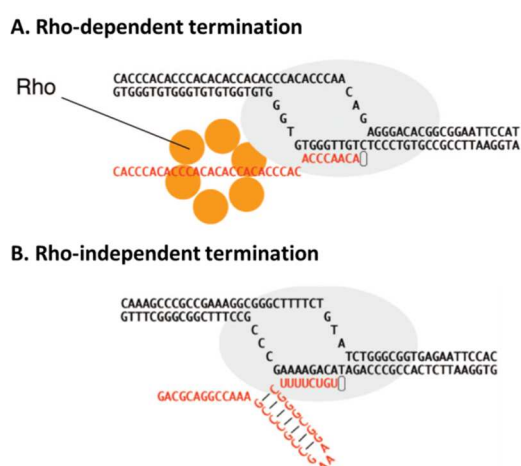 A. Rho-dependent termination
Rho
CACCCACACCCACACACCACACCCACACCCAA
GTGGGTGTGGGTGTGTGGTGTG
C
G
A
G
G
T
AGGGACACGGCGGAATTCCAT
GTGGGTTGTCTCCCTGTGCCGCCTTAAGGTA
ACCCAACA
CACCCACACCCACACACCACACCCAC
B. Rho-independent termination
CAAAGCCCGCCGAAAGGCGGGCTTTTCT
GTTTCGGGCGGCTTTCCG
G
C
T
C
A
C
TCTGGGCGGTGAGAATTCCAC
GAAAAGACATAGACCCGCCACTCTTAAGGTG
UUUUCUGU
GACGCAGGCCAAA